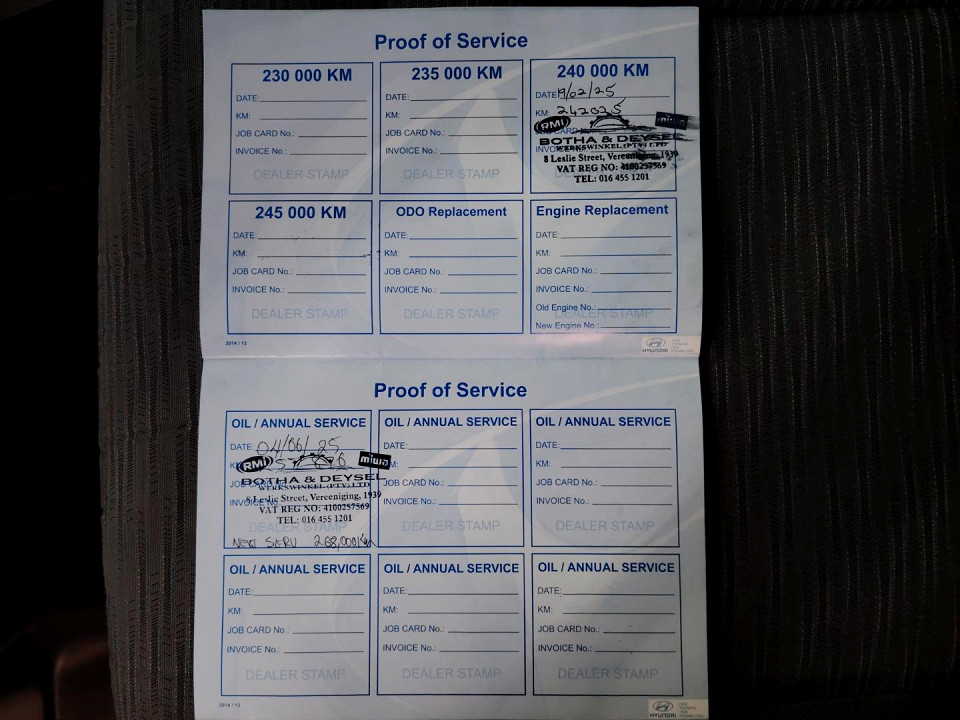 Proof of Service
230 000 KM
DATE:
KM:
JOB CARD No.:
INVOICE No.:
DEALER STAMP
235 000 KM
DATE:
KM:
JOB CARD No.:
INVOICE No.:
DEALER STAMP
240 000 KM
DATE 19/02/25
KM: 242025
RMI
miwa
BOTHA & DEYSEL
WERKSWINKEL (PTY) LTD
8 Leslie Street, Vereeniging, 1939
VAT REG NO: 4100257569
TEL: 016 455 1201
245 000 KM
DATE:
KM:
JOB CARD No.:
INVOICE No.:
DEALER STAMP
ODO Replacement
DATE:
KM:
JOB CARD No.:
INVOICE No.:
DEALER STAMP
Engine Replacement
DATE:
KM:
JOB CARD No.:
INVOICE No.:
Old Engine No.:
DEALER STAMP
New Engine No.:
2014 / 13
HYUNDAI
Proof of Service
OIL / ANNUAL SERVICE
DATE 04/06/25
RMI
miwa
BOTHA & DEYSEL
WERKSWINKEL (PTY) LTD
8 Leslie Street, Vereeniging, 1939
VAT REG NO: 4100257569
TEL: 016 455 1201
DEALER STAMP
NEXT SERV 268,000km
OIL / ANNUAL SERVICE
DATE:
KM:
JOB CARD No.:
INVOICE No.:
DEALER STAMP
OIL / ANNUAL SERVICE
DATE:
KM:
JOB CARD No.:
INVOICE No.:
DEALER STAMP
OIL / ANNUAL SERVICE
DATE:
KM:
JOB CARD No.:
INVOICE No.:
DEALER STAMP
OIL / ANNUAL SERVICE
DATE:
KM:
JOB CARD No.:
INVOICE No.:
DEALER STAMP
OIL / ANNUAL SERVICE
DATE:
KM:
JOB CARD No.:
INVOICE No.:
DEALER STAMP
2014 / 13
HYUNDAI